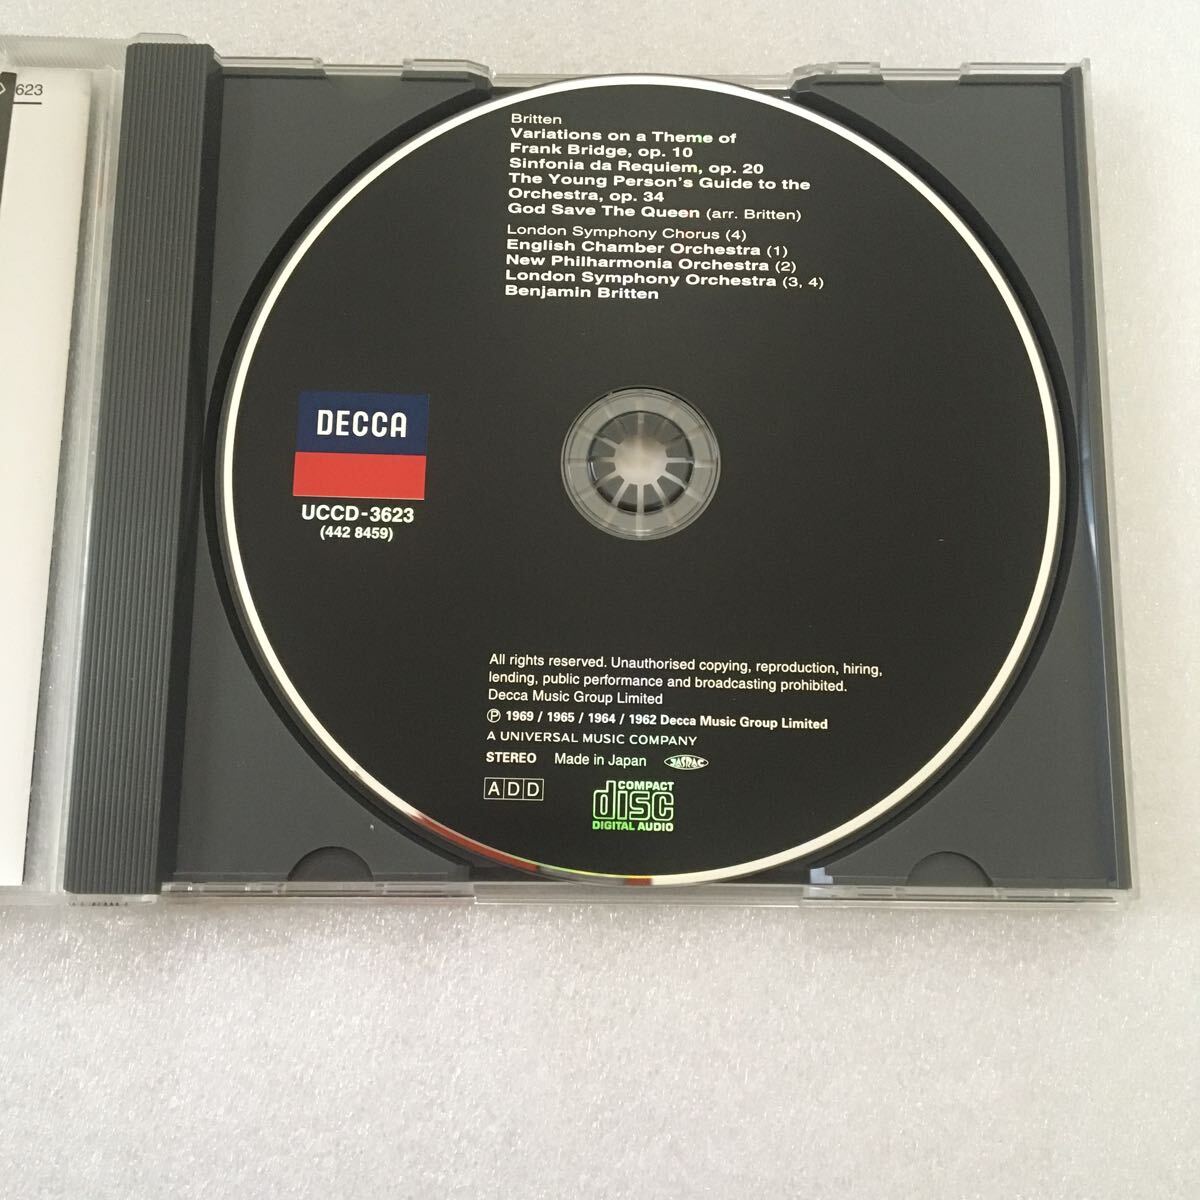 623
Britten
Variations on a Theme of
Frank Bridge, op. 10
Sinfonia da Requiem, op. 20
The Young Person's Guide to the
Orchestra, op. 34
God Save The Queen (arr. Britten)
London Symphony Chorus (4)
English Chamber Orchestra (1)
New Philharmonia Orchestra (2)
London Symphony Orchestra (3, 4)
Benjamin Britten
DECCA
UCCD-3623
(442 8459)
All rights reserved. Unauthorised copying, reproduction, hiring,
lending, public performance and broadcasting prohibited.
Decca Music Group Limited
Ⓟ 1969 / 1965 / 1964 / 1962 Decca Music Group Limited
A UNIVERSAL MUSIC COMPANY
STEREO Made in Japan JASRAC
ADD
COMPACT
disc
DIGITAL AUDIO